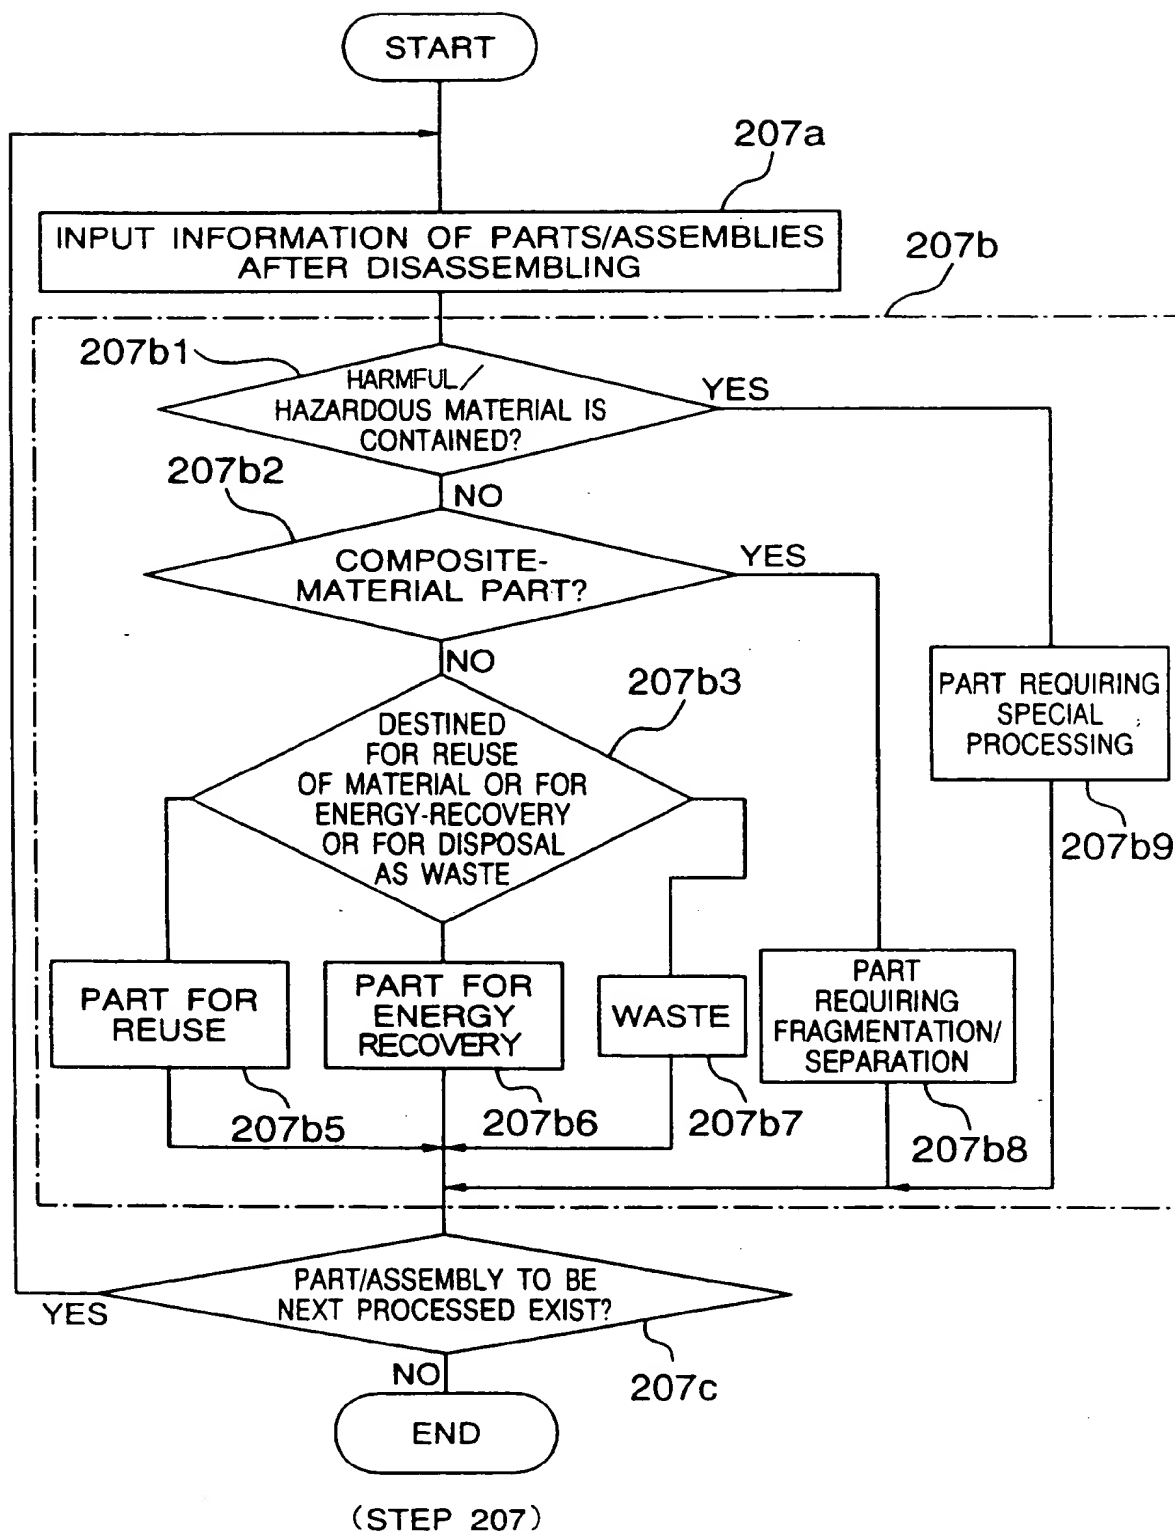 START
207a
INPUT INFORMATION OF PARTS/ASSEMBLIES
AFTER DISASSEMBLING
207b
207b1
HARMFUL/
HAZARDOUS MATERIAL IS
CONTAINED?
YES
207b2
NO
COMPOSITE-
MATERIAL PART?
YES
NO
207b3
DESTINED
FOR REUSE
OF MATERIAL OR FOR
ENERGY-RECOVERY
OR FOR DISPOSAL
AS WASTE
PART REQUIRING
SPECIAL
PROCESSING
207b9
PART FOR
REUSE
207b5
PART FOR
ENERGY
RECOVERY
207b6
WASTE
207b7
PART
REQUIRING
FRAGMENTATION/
SEPARATION
207b8
PART/ASSEMBLY TO BE
NEXT PROCESSED EXIST?
YES
207c
NO
END
(STEP 207)